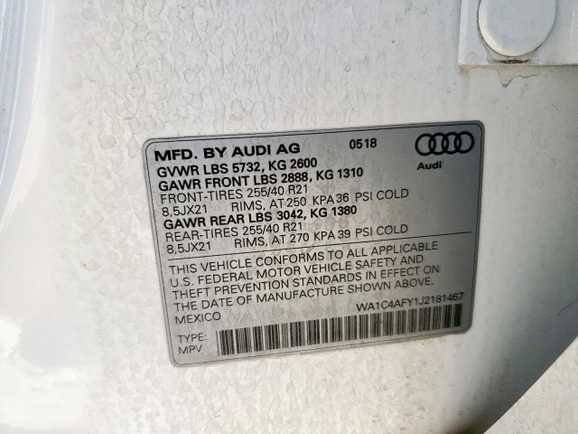 MFD. BY AUDI AG 0518
GVWR LBS 5732, KG 2600
GAWR FRONT LBS 2888, KG 1310
FRONT-TIRES 255/40 R21
8,5JX21 RIMS, AT 250 KPA 36 PSI COLD
GAWR REAR LBS 3042, KG 1380
REAR-TIRES 255/40 R21
8,5JX21 RIMS, AT 270 KPA 39 PSI COLD
Audi
THIS VEHICLE CONFORMS TO ALL APPLICABLE
U.S. FEDERAL MOTOR VEHICLE SAFETY AND
THEFT PREVENTION STANDARDS IN EFFECT ON
THE DATE OF MANUFACTURE SHOWN ABOVE.
MEXICO
WA1C4AFY1J2181467
TYPE:
MPV